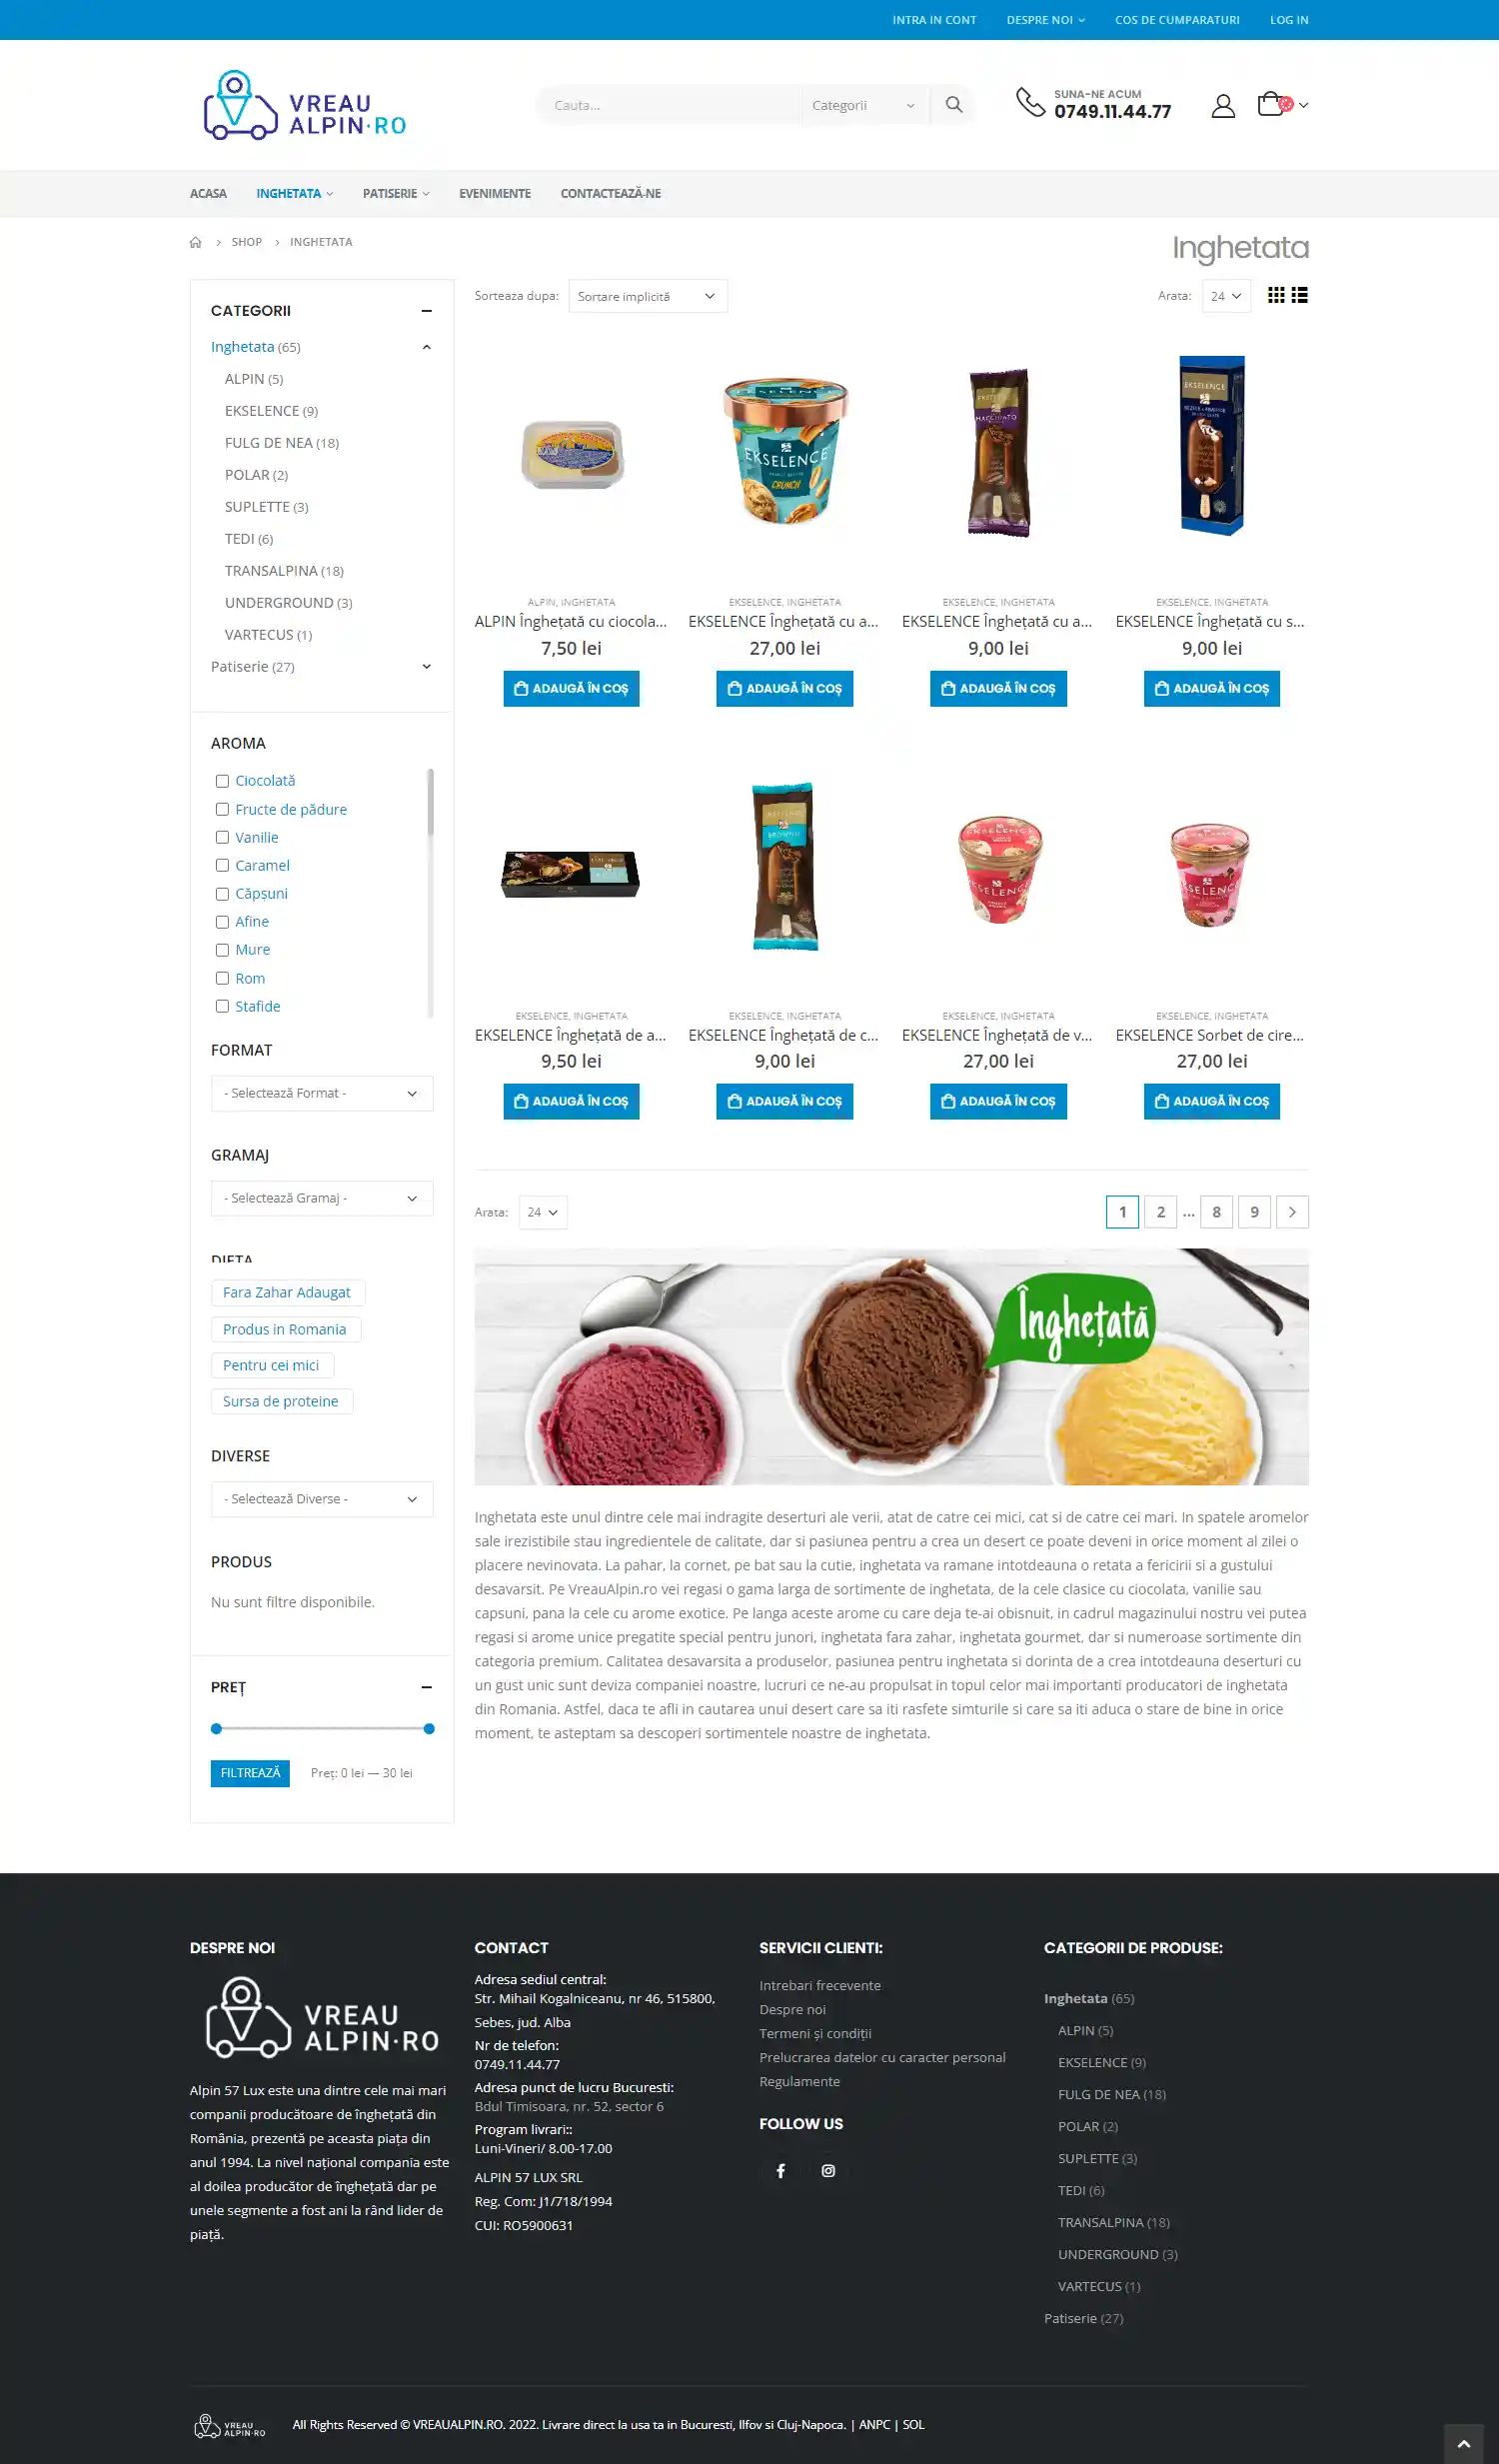 INTRA IN CONT
DESPRE NOI
COS DE CUMPARATURI
LOG IN
VREAU
ALPIN·RO
Cauta...
Categorii
SUNA-NE ACUM
0749.11.44.77
ACASA
INGHETATA
PATISERIE
EVENIMENTE
CONTACTEAZĂ-NE
SHOP
INGHETATA
Inghetata
CATEGORII
Inghetata (65)
ALPIN (5)
EKSELENCE (9)
FULG DE NEA (18)
POLAR (2)
SUPLETTE (3)
TEDI (6)
TRANSALPINA (18)
UNDERGROUND (3)
VARTECUS (1)
Patiserie (27)
AROMA
Ciocolată
Fructe de pădure
Vanilie
Caramel
Căpșuni
Afine
Mure
Rom
Stafide
FORMAT
- Selectează Format -
GRAMAJ
- Selectează Gramaj -
DIETA
Fara Zahar Adaugat
Produs in Romania
Pentru cei mici
Sursa de proteine
DIVERSE
- Selectează Diverse -
PRODUS
Nu sunt filtre disponibile.
PREȚ
FILTREAZĂ
Preț: 0 lei — 30 lei
Sorteaza dupa:
Sortare implicită
Arata:
24
EKSELENCE
CRUNCH
EKSELENCE
MACCHIATO
EKSELENCE
ALPIN, INGHETATA
ALPIN Înghețată cu ciocola...
7,50 lei
ADAUGĂ ÎN COȘ
EKSELENCE, INGHETATA
EKSELENCE Înghețată cu a...
27,00 lei
ADAUGĂ ÎN COȘ
EKSELENCE, INGHETATA
EKSELENCE Înghețată cu a...
9,00 lei
ADAUGĂ ÎN COȘ
EKSELENCE, INGHETATA
EKSELENCE Înghețată cu s...
9,00 lei
ADAUGĂ ÎN COȘ
EKSELENCE
EKSELENCE
EKSELENCE
EKSELENCE, INGHETATA
EKSELENCE Înghețată de a...
9,50 lei
ADAUGĂ ÎN COȘ
EKSELENCE, INGHETATA
EKSELENCE Înghețată de c...
9,00 lei
ADAUGĂ ÎN COȘ
EKSELENCE, INGHETATA
EKSELENCE Înghețată de v...
27,00 lei
ADAUGĂ ÎN COȘ
EKSELENCE, INGHETATA
EKSELENCE Sorbet de cire...
27,00 lei
ADAUGĂ ÎN COȘ
Arata:
24
1 2 ... 8 9
Înghețată
Inghetata este unul dintre cele mai indragite deserturi ale verii, atat de catre cei mici, cat si de catre cei mari. In spatele aromelor
sale irezistibile stau ingredientele de calitate, dar si pasiunea pentru a crea un desert ce poate deveni in orice moment al zilei o
placere nevinovata. La pahar, la cornet, pe bat sau la cutie, inghetata va ramane intotdeauna o retata a fericirii si a gustului
desavarsit. Pe VreauAlpin.ro vei regasi o gama larga de sortimente de inghetata, de la cele clasice cu ciocolata, vanilie sau
capsuni, pana la cele cu arome exotice. Pe langa aceste arome cu care deja te-ai obisnuit, in cadrul magazinului nostru vei putea
regasi si arome unice pregatite special pentru junori, inghetata fara zahar, inghetata gourmet, dar si numeroase sortimente din
categoria premium. Calitatea desavarsita a produselor, pasiunea pentru inghetata si dorinta de a crea intotdeauna deserturi cu
un gust unic sunt deviza companiei noastre, lucruri ce ne-au propulsat in topul celor mai importanti producatori de inghetata
din Romania. Astfel, daca te afli in cautarea unui desert care sa iti rasfete simturile si care sa iti aduca o stare de bine in orice
moment, te asteptam sa descoperi sortimentele noastre de inghetata.
DESPRE NOI
VREAU
ALPIN·RO
Alpin 57 Lux este una dintre cele mai mari
companii producătoare de înghețată din
România, prezentă pe aceasta piața din
anul 1994. La nivel național compania este
al doilea producător de înghețată dar pe
unele segmente a fost ani la rând lider de
piață.
CONTACT
Adresa sediul central:
Str. Mihail Kogalniceanu, nr 46, 515800,
Sebes, jud. Alba
Nr de telefon:
0749.11.44.77
Adresa punct de lucru Bucuresti:
Bdul Timisoara, nr. 52, sector 6
Program livrari::
Luni-Vineri/ 8.00-17.00
ALPIN 57 LUX SRL
Reg. Com: J1/718/1994
CUI: RO5900631
SERVICII CLIENTI:
Intrebari frecevente
Despre noi
Termeni și condiții
Prelucrarea datelor cu caracter personal
Regulamente
FOLLOW US
CATEGORII DE PRODUSE:
Inghetata (65)
ALPIN (5)
EKSELENCE (9)
FULG DE NEA (18)
POLAR (2)
SUPLETTE (3)
TEDI (6)
TRANSALPINA (18)
UNDERGROUND (3)
VARTECUS (1)
Patiserie (27)
VREAU
ALPIN·RO
All Rights Reserved © VREAUALPIN.RO. 2022. Livrare direct la usa ta in Bucuresti, Ilfov si Cluj-Napoca. | ANPC | SOL